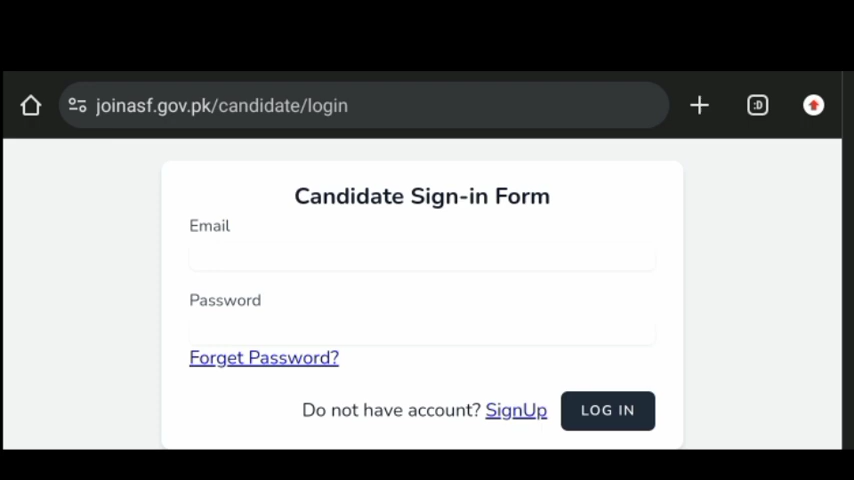 joinasf.gov.pk/candidate/login
:D
Candidate Sign-in Form
Email
Password
Forget Password?
Do not have account? SignUp LOG IN